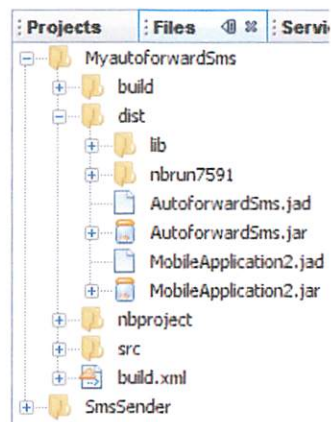 Projects Files Servi
MyautoforwardSms
build
dist
lib
nbrun7591
AutoforwardSms.jad
AutoforwardSms.jar
MobileApplication2.jad
MobileApplication2.jar
nbproject
src
build.xml
SmsSender